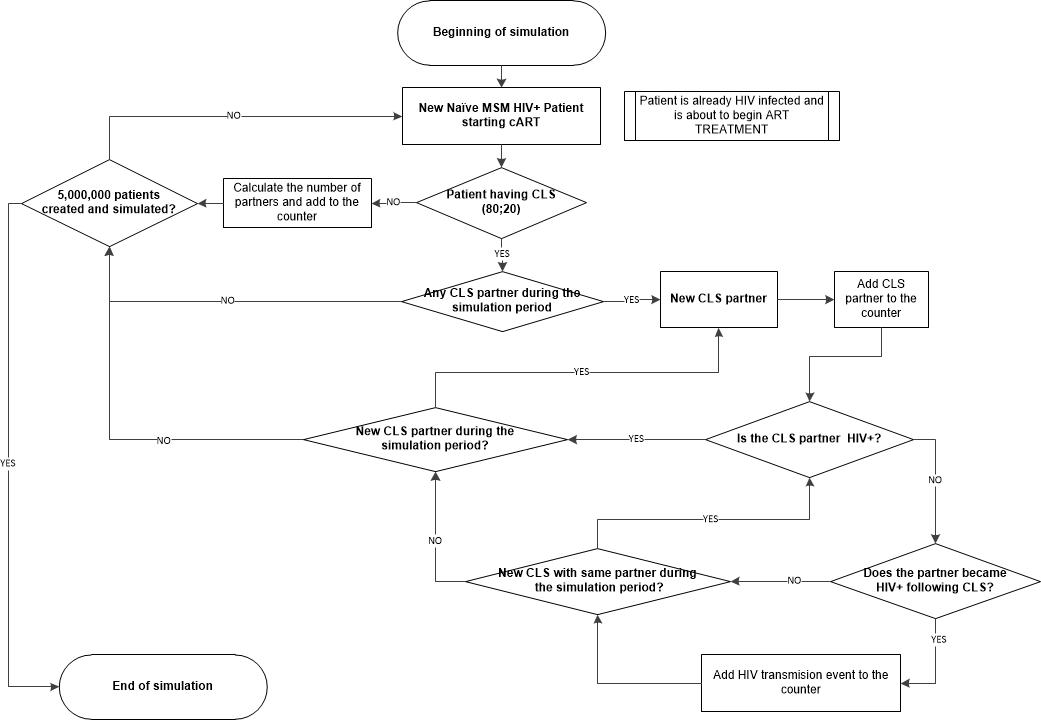 Beginning of simulation
New Naïve MSM HIV+ Patient
starting cART
Patient is already HIV infected and
is about to begin ART
TREATMENT
NO
5,000,000 patients
created and simulated?
Calculate the number of
partners and add to the
counter
NO
Patient having CLS
(80;20)
YES
Any CLS partner during the
simulation period
NO
YES
New CLS partner
Add CLS
partner to the
counter
YES
New CLS partner during the
simulation period?
NO
YES
Is the CLS partner HIV+?
YES
NO
YES
NO
New CLS with same partner during
the simulation period?
NO
Does the partner became
HIV+ following CLS?
YES
Add HIV transmision event to the
counter
End of simulation